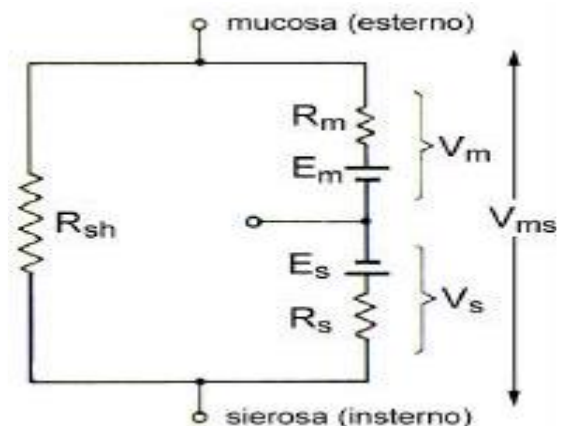 mucosa (esterno)
Rm
Em
Vm
Rsh
Vms
Es
Rs
Vs
sierosa (insterno)